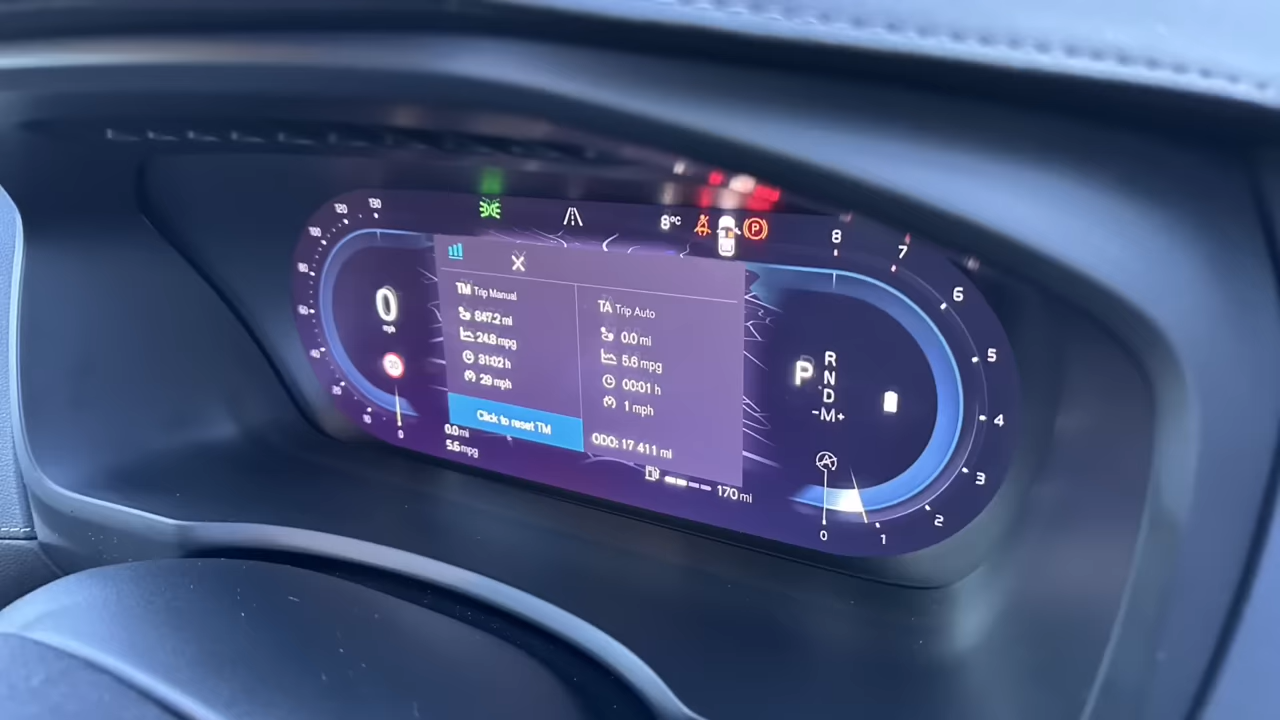 130
120
100
80
60
40
20
10
0
0
mph
8°C
P
TM Trip Manual
847.2 mi
24.8 mpg
31:02 h
29 mph
Click to reset TM
TA Trip Auto
0.0 mi
5.6 mpg
00:01 h
1 mph
ODO: 17 411 mi
0.0 mi
5.6 mpg
170 mi
P
R
N
D
-M+
A
8
7
6
5
4
3
2
1
0